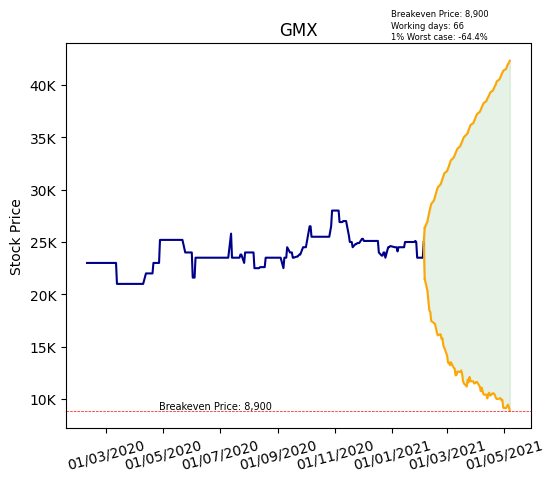 Breakeven Price: 8,900
Working days: 66
1% Worst case: -64.4%
GMX
Stock Price
40K
35K
30K
25K
20K
15K
10K
Breakeven Price: 8,900
01/03/2020
01/05/2020
01/07/2020
01/09/2020
01/11/2020
01/01/2021
01/03/2021
01/05/2021